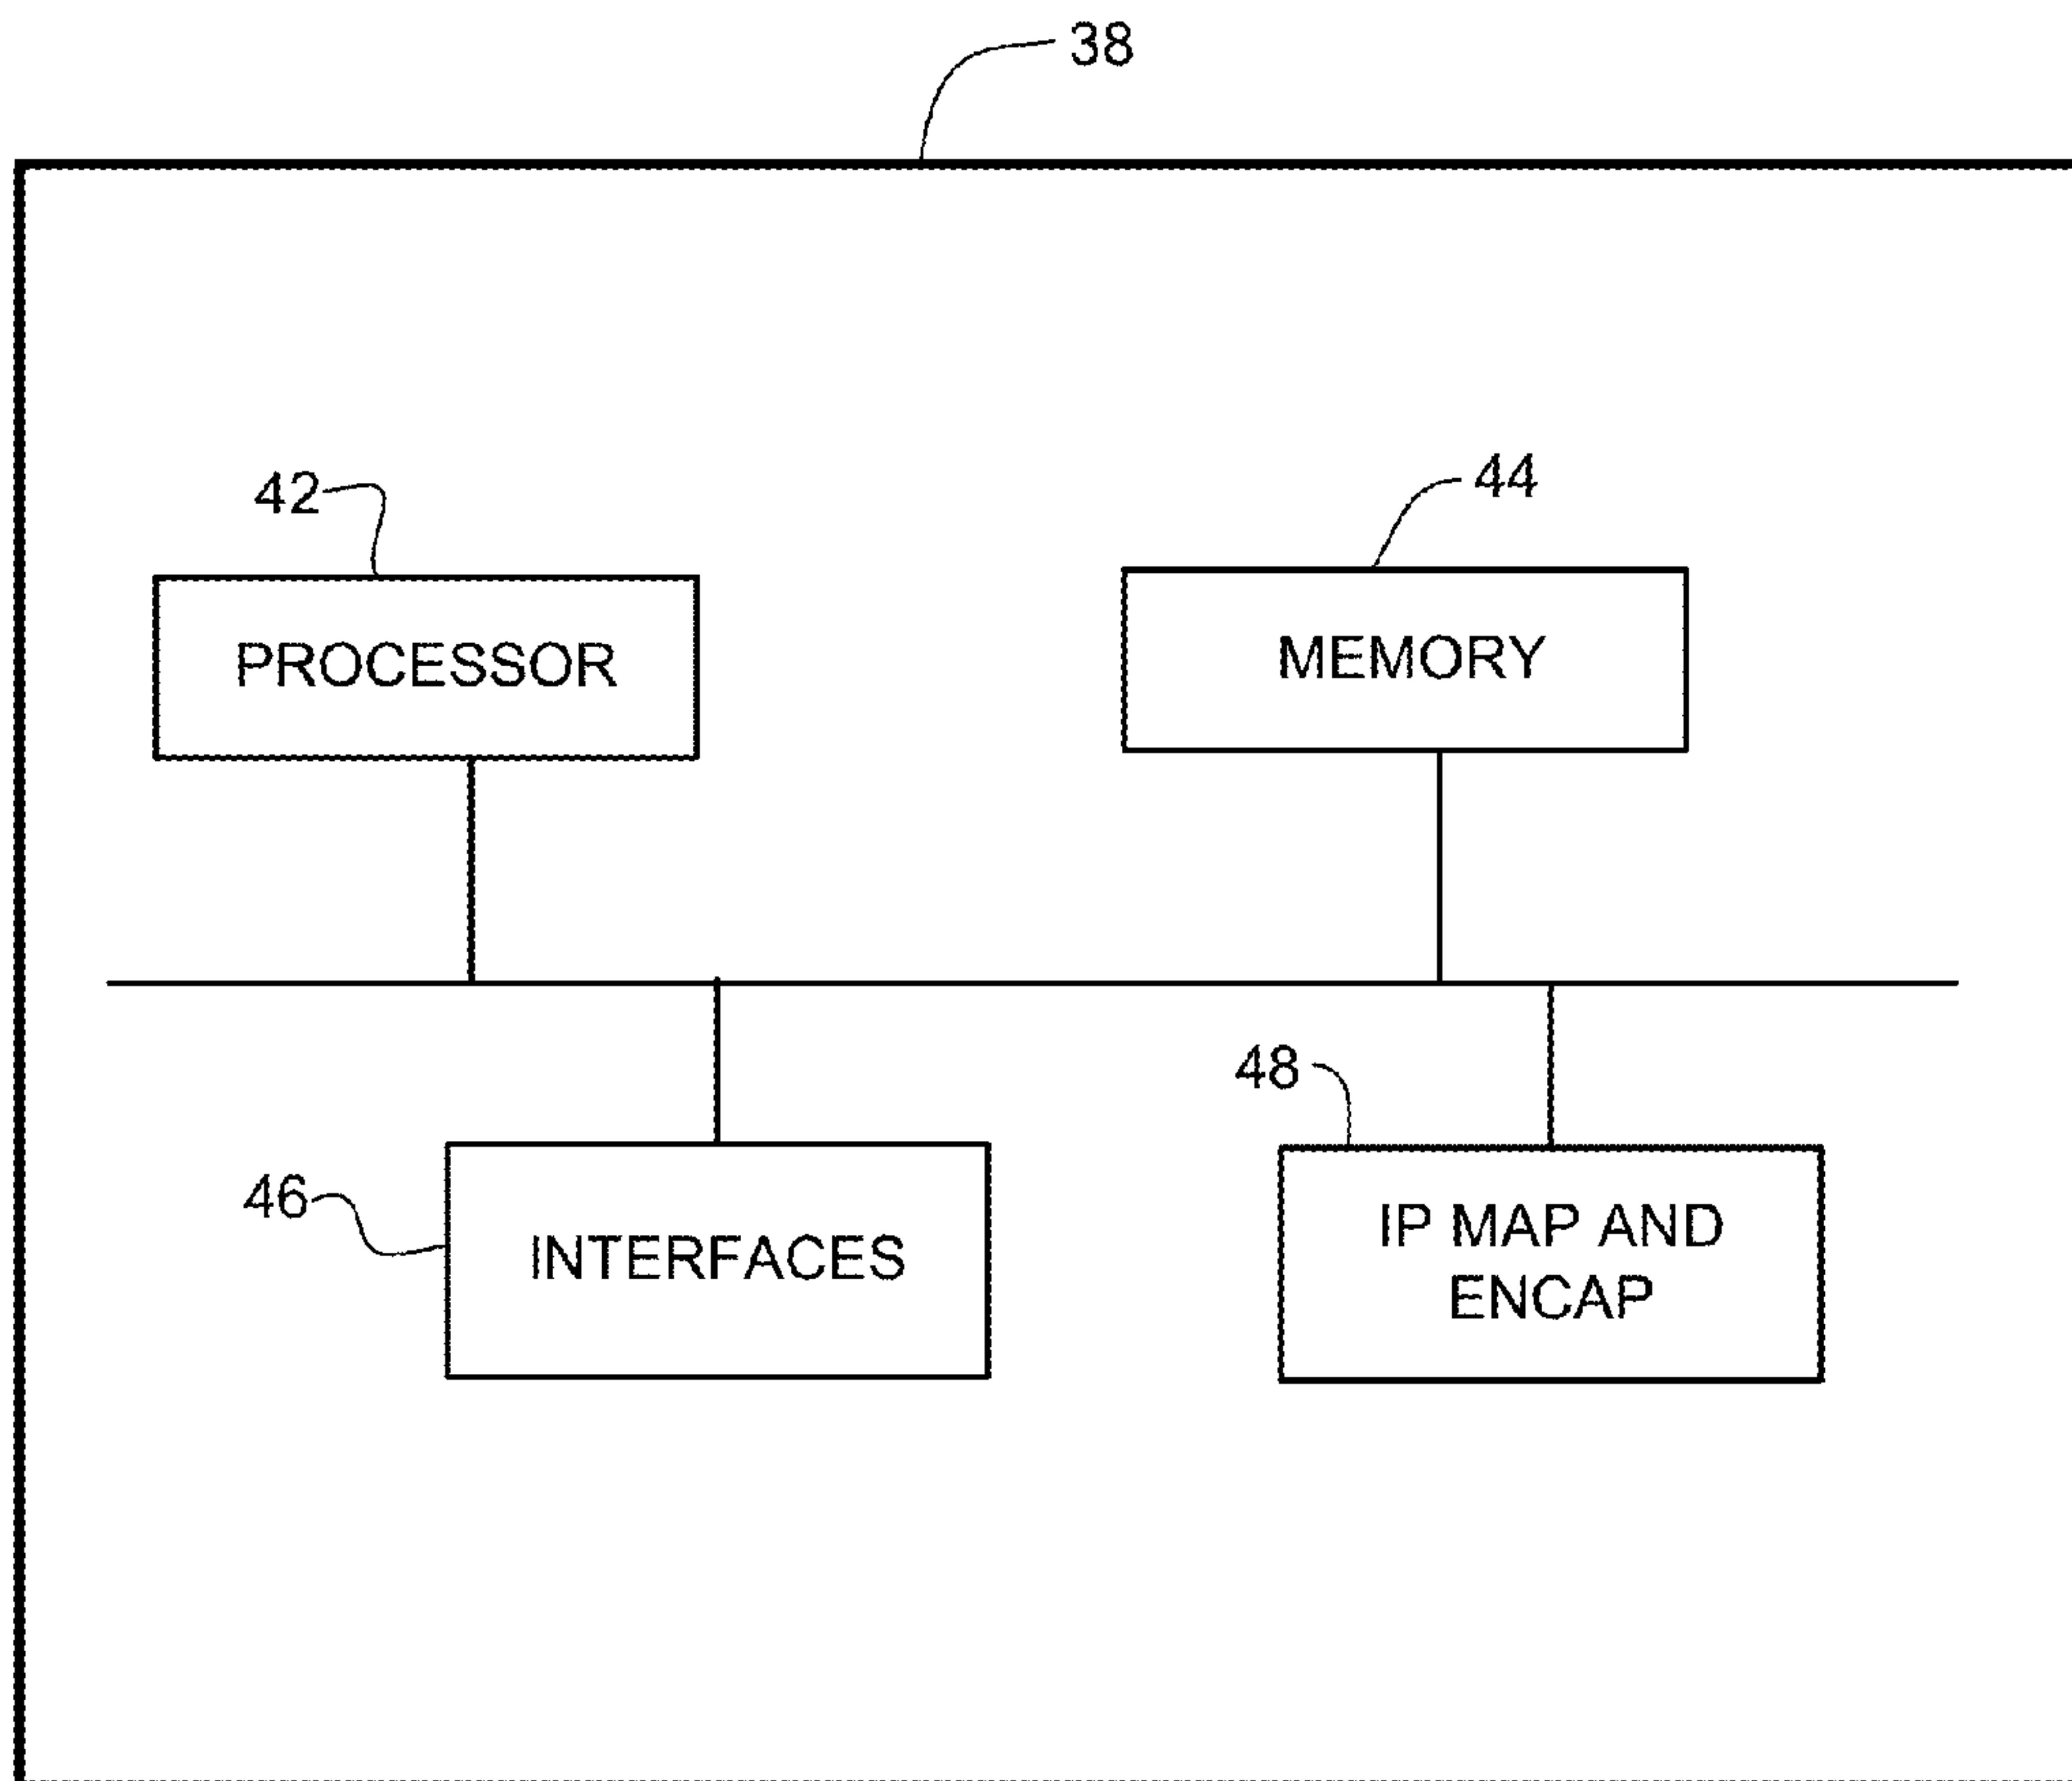 38
42
44
PROCESSOR
MEMORY
48
46
INTERFACES
IP MAP AND
ENCAP